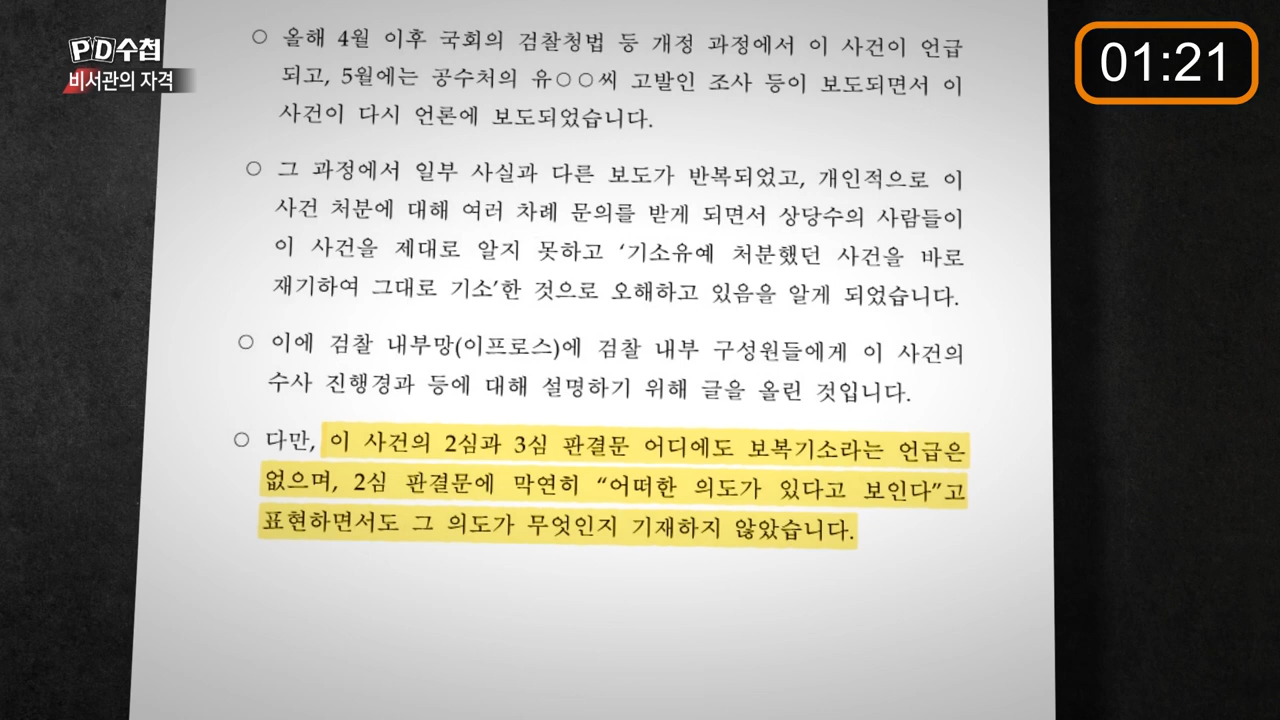 PD수첩
비서관의 자격
01:21
○ 올해 4월 이후 국회의 검찰청법 등 개정 과정에서 이 사건이 언급
되고, 5월에는 공수처의 유○○씨 고발인 조사 등이 보도되면서 이
사건이 다시 언론에 보도되었습니다.
○ 그 과정에서 일부 사실과 다른 보도가 반복되었고, 개인적으로 이
사건 처분에 대해 여러 차례 문의를 받게 되면서 상당수의 사람들이
이 사건을 제대로 알지 못하고 ‘기소유예 처분했던 사건을 바로
재기하여 그대로 기소’한 것으로 오해하고 있음을 알게 되었습니다.
○ 이에 검찰 내부망(이프로스)에 검찰 내부 구성원들에게 이 사건의
수사 진행경과 등에 대해 설명하기 위해 글을 올린 것입니다.
○ 다만, 이 사건의 2심과 3심 판결문 어디에도 보복기소라는 언급은
없으며, 2심 판결문에 막연히 “어떠한 의도가 있다고 보인다”고
표현하면서도 그 의도가 무엇인지 기재하지 않았습니다.